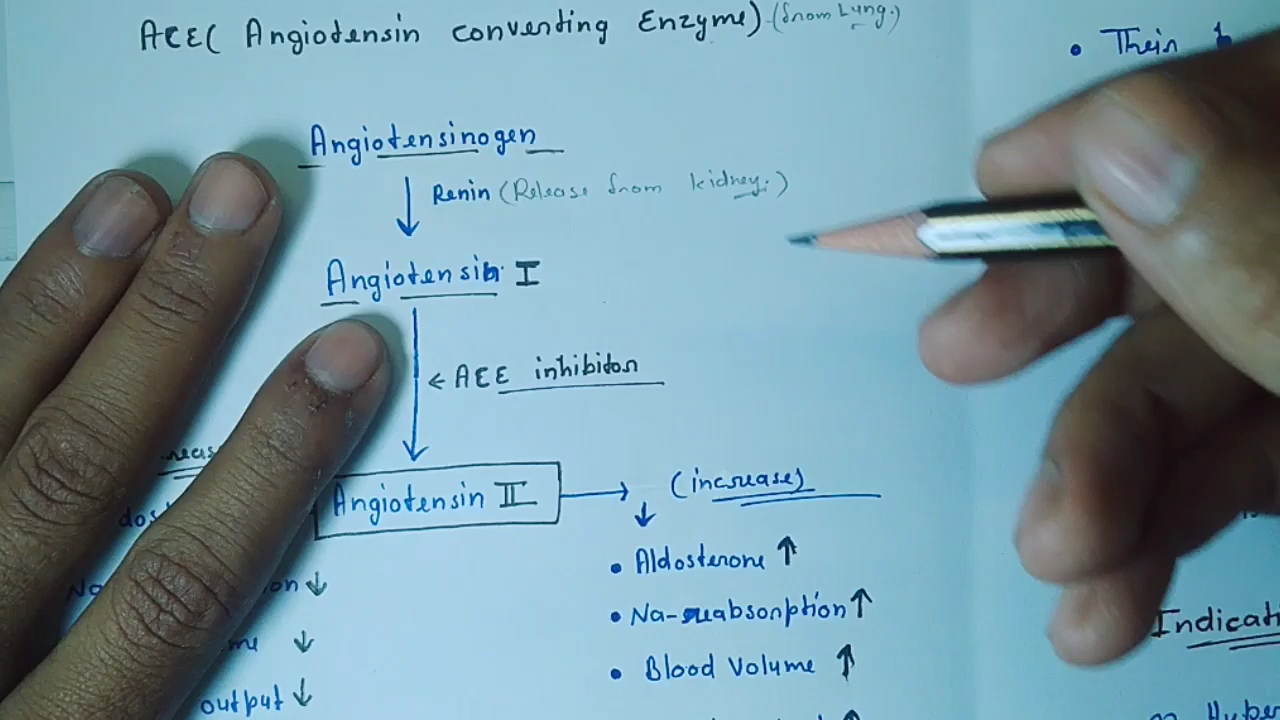 ACE( Angiotensin converting Enzyme) (from Lung.)
Angiotensinogen
↓ Renin (Release from kidney.)
Angiotensin I
← ACE inhibitor
Angiotensin II → (increase)
↓
• Aldosterone ↑
• Na-reabsorption ↑
• Blood Volume ↑
↓
↓
output ↓
• Their
Indicati